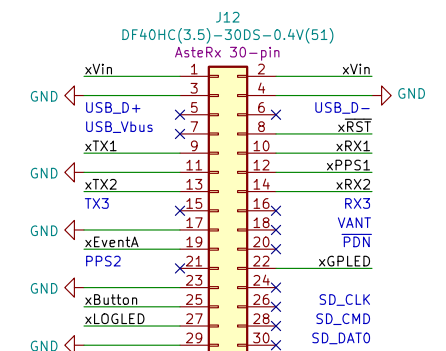 J12
DF40HC(3.5)-30DS-0.4V(51)
AsteRx 30-pin
xVin 1 2 xVin
GND 3 4 GND
USB_D+ 5 6 USB_D-
USB_Vbus 7 8 xRST
xTX1 9 10 xRX1
GND 11 12 xPPS1
xTX2 13 14 xRX2
TX3 15 16 RX3
GND 17 18 VANT
xEventA 19 20 PDN
PPS2 21 22 xGPLED
GND 23 24
xButton 25 26 SD_CLK
xLOGLED 27 28 SD_CMD
GND 29 30 SD_DAT0